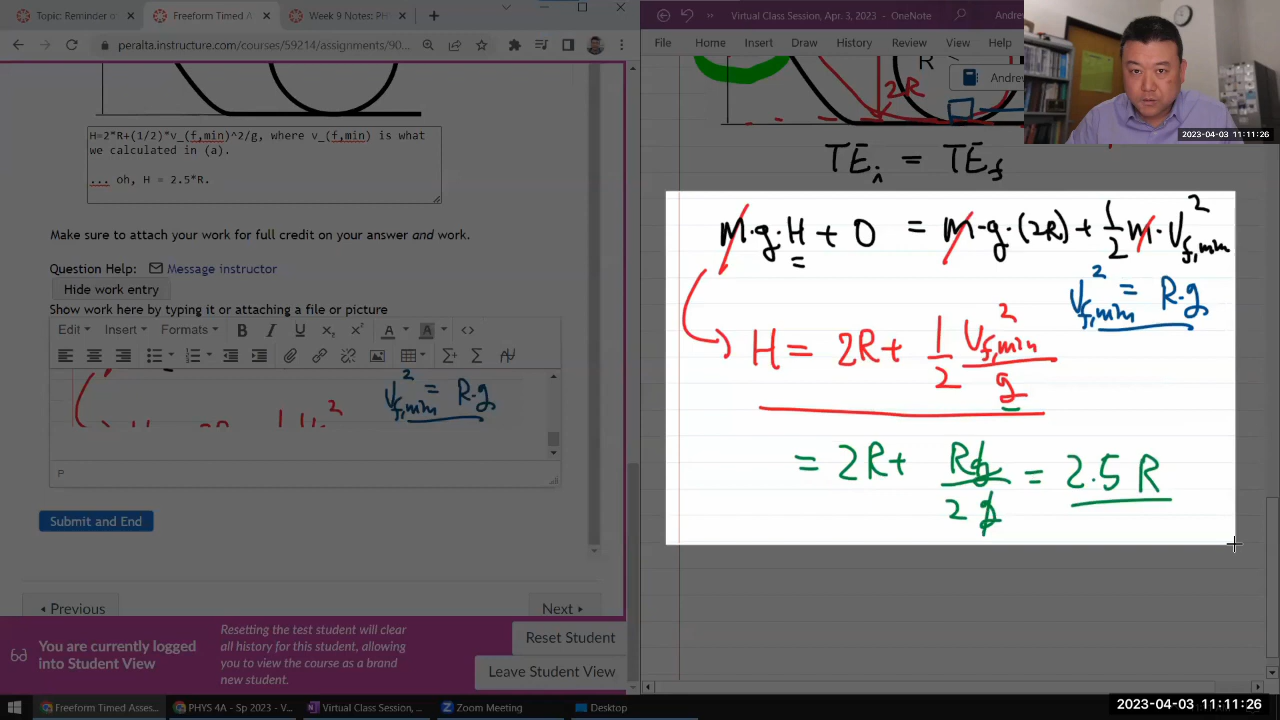 Topic: Reminder o
Freeform Timed A
Week 9 Notes: PH
peralta.instructure.com/courses/59214/assignments/90...
H=2*R+(1/2)*v_(f,min)^2/g, where v_(f,min) is what
we calculated in (a).
... oh, H = 2.5*R.
Make sure to attach your work for full credit on your answer and work.
Question Help: Message instructor
Hide work entry
Show work here by typing it or attaching a file or picture
Edit Insert Formats B I U x² x₂ A A <>
v²f,min = R·g
P
Submit and End
Previous
Next
You are currently logged
into Student View
Resetting the test student will clear
all history for this student, allowing
you to view the course as a brand
new student.
Reset Student
Leave Student View
Virtual Class Session, Apr. 3, 2023 - OneNote
Andre
File Home Insert Draw History Review View Help
R
Andre
2R
2023-04-03 11:11:26
TEi = TEf
m·g·H + 0 = m·g·(2R) + 1/2 m·v²f,min
v²f,min = R·g
H = 2R + 1/2 v²f,min/g
= 2R + Rg/2g = 2.5 R
Freeform Timed Asses...
PHYS 4A - Sp 2023 - V...
Virtual Class Session, ...
Zoom Meeting
Desktop
2023-04-03 11:11:26